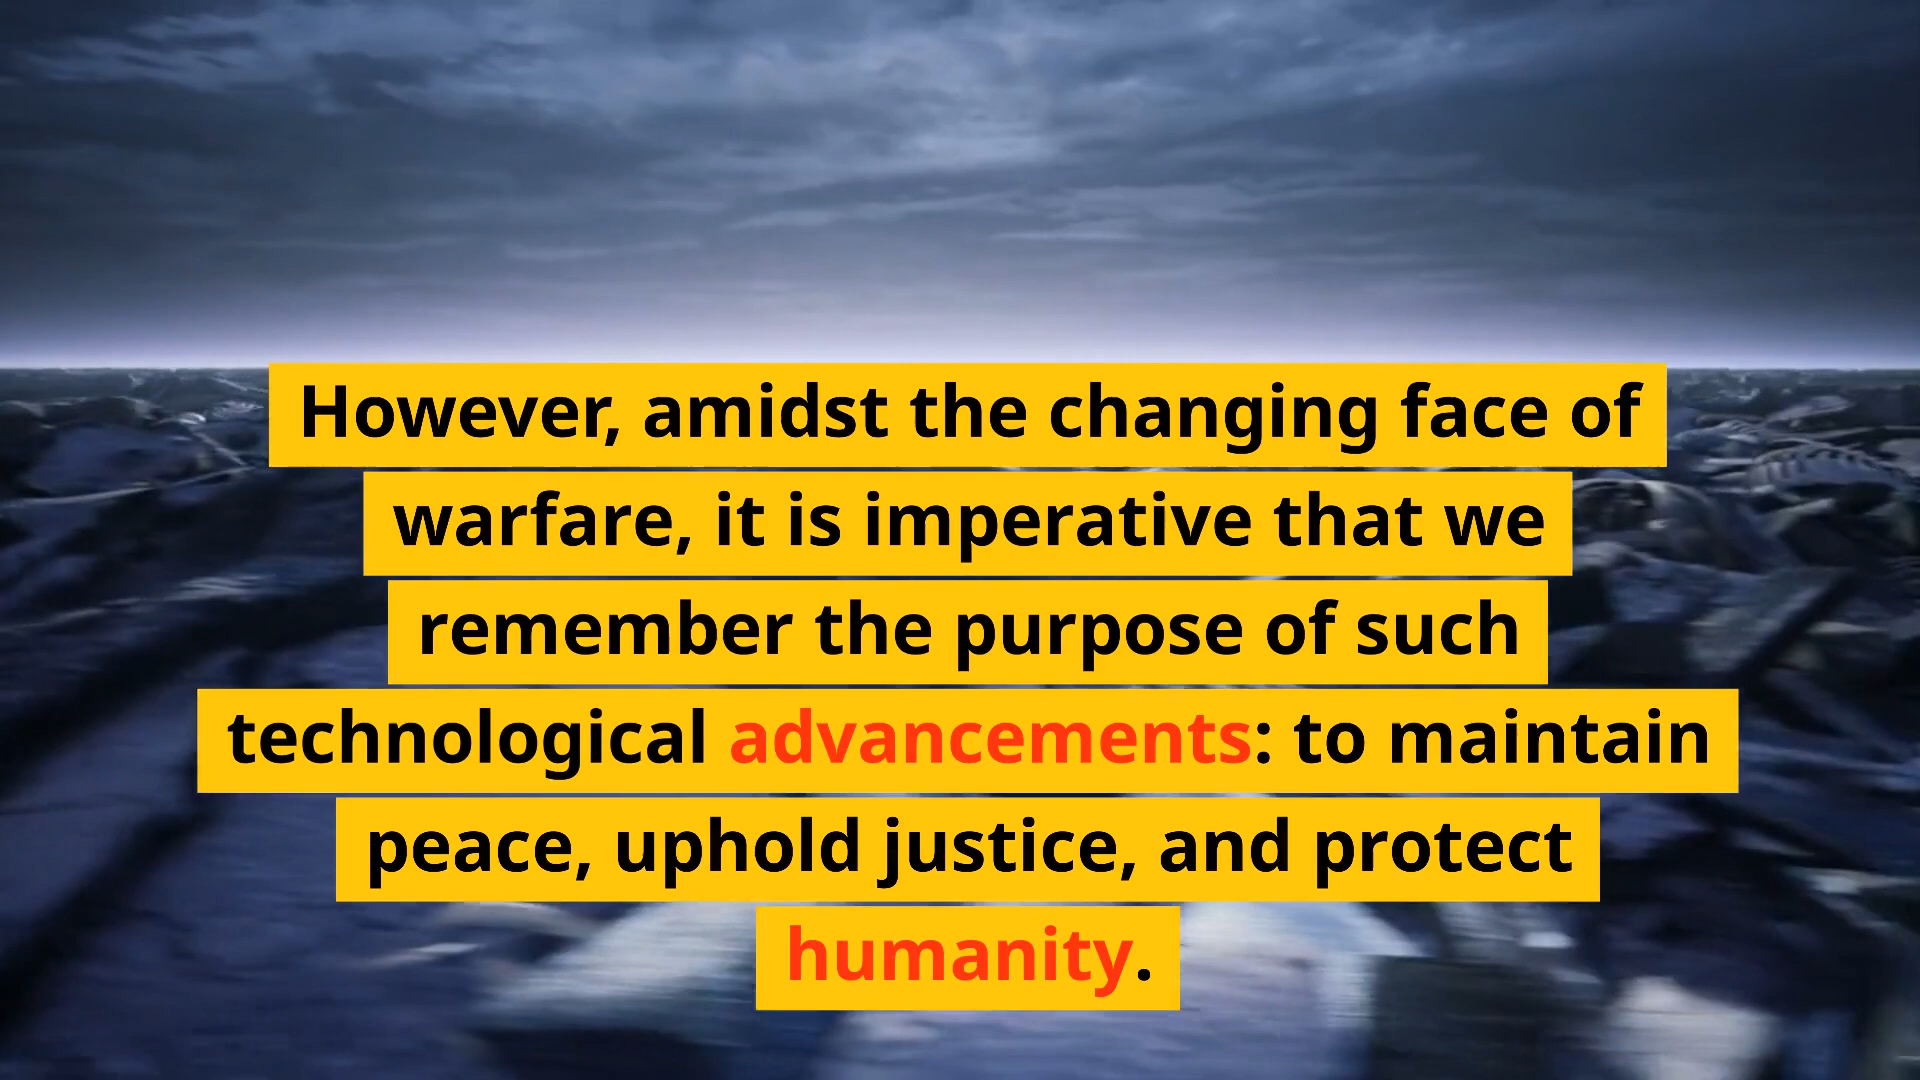 However, amidst the changing face of
warfare, it is imperative that we
remember the purpose of such
technological advancements: to maintain
peace, uphold justice, and protect
humanity.